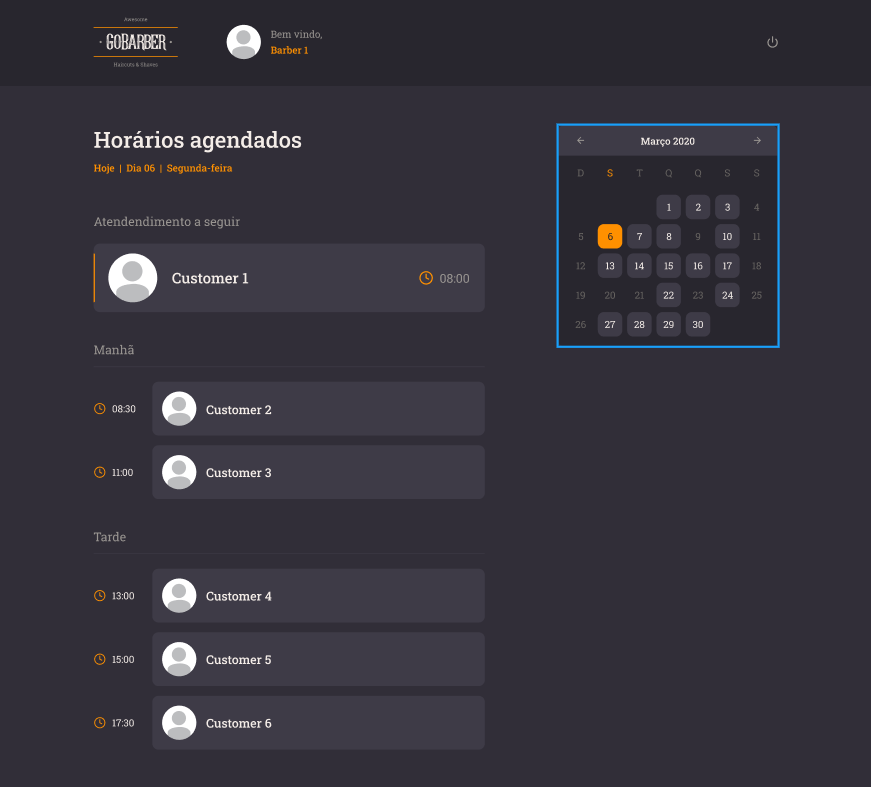 Awesome
GOBARBER
Haircuts & Shaves
Bem vindo,
Barber 1
Horários agendados
Hoje | Dia 06 | Segunda-feira
Atendendimento a seguir
Customer 1
08:00
Manhã
08:30
Customer 2
11:00
Customer 3
Tarde
13:00
Customer 4
15:00
Customer 5
17:30
Customer 6
Março 2020
D S T Q Q S S
1 2 3 4
5 6 7 8 9 10 11
12 13 14 15 16 17 18
19 20 21 22 23 24 25
26 27 28 29 30